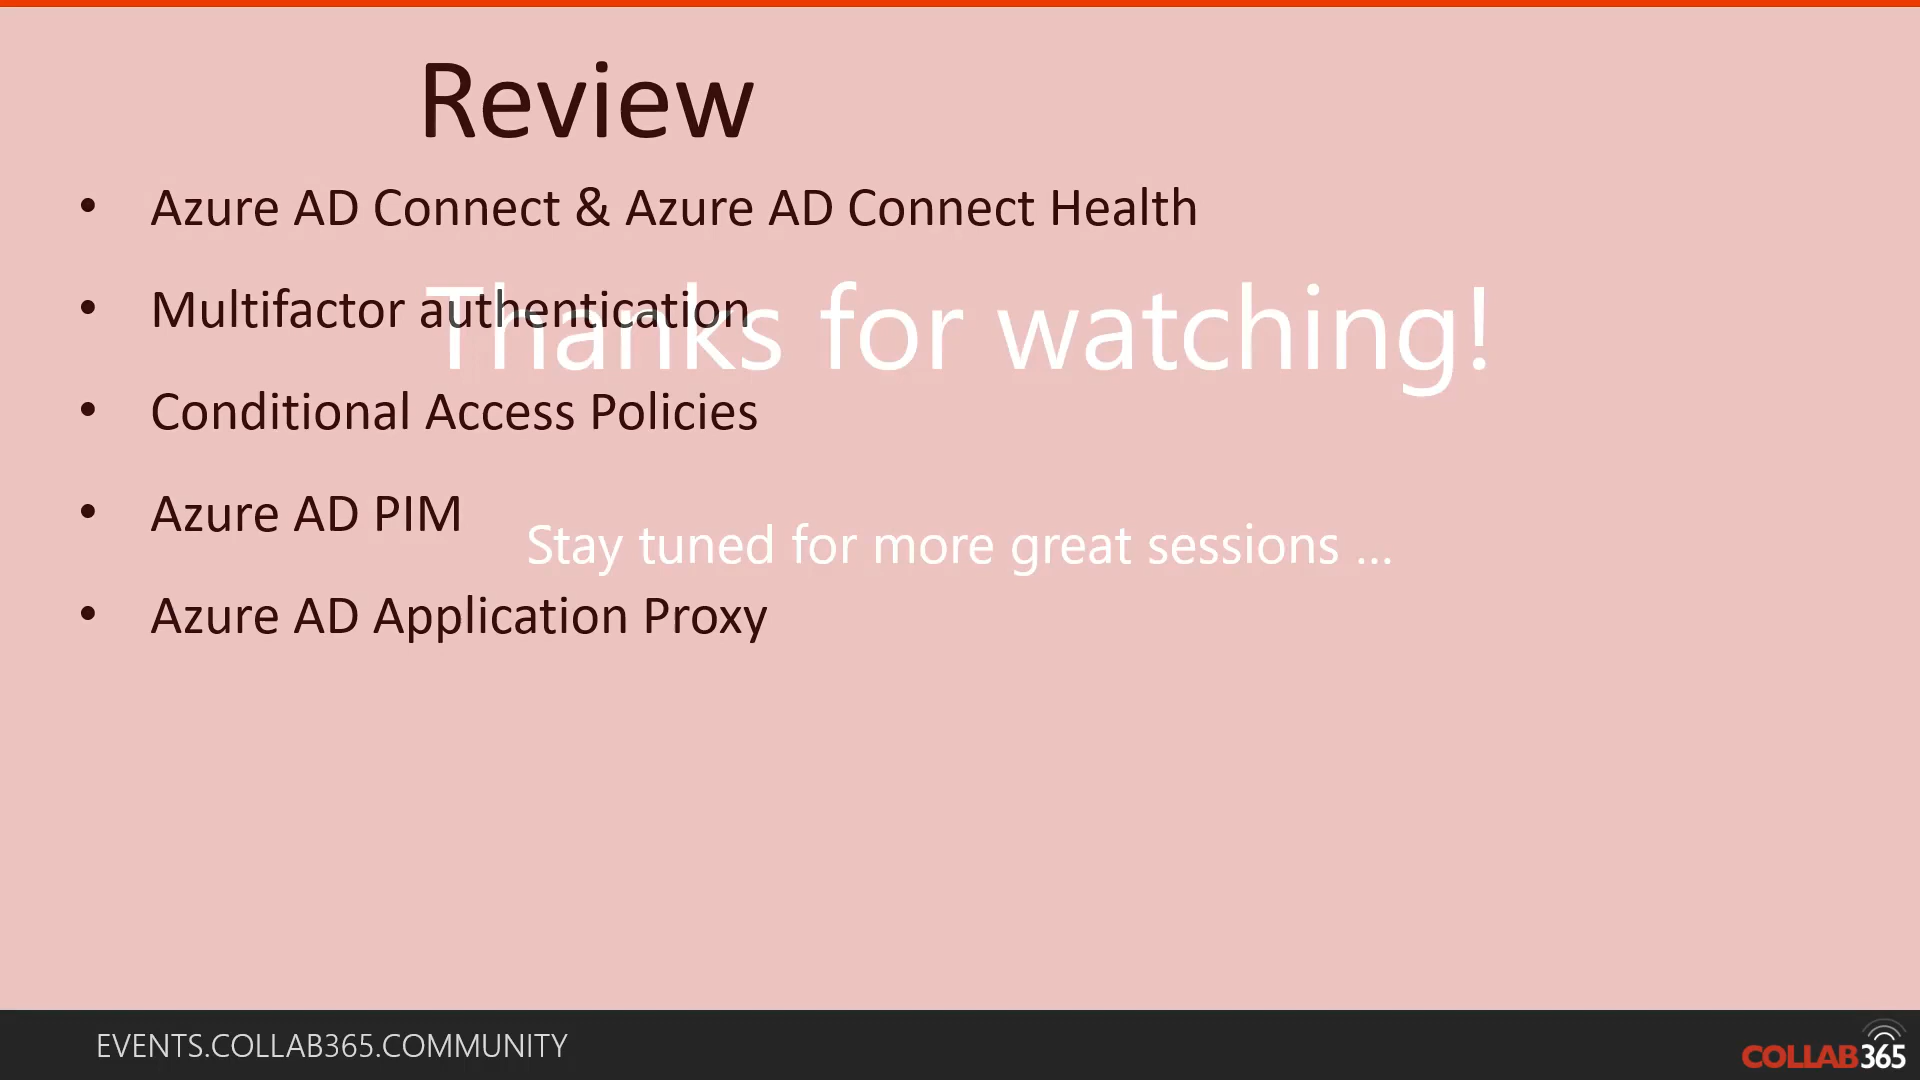 Review
• Azure AD Connect & Azure AD Connect Health
• Multifactor authentication
Thanks for watching!
• Conditional Access Policies
• Azure AD PIM
Stay tuned for more great sessions ...
• Azure AD Application Proxy
EVENTS.COLLAB365.COMMUNITY
COLLAB365